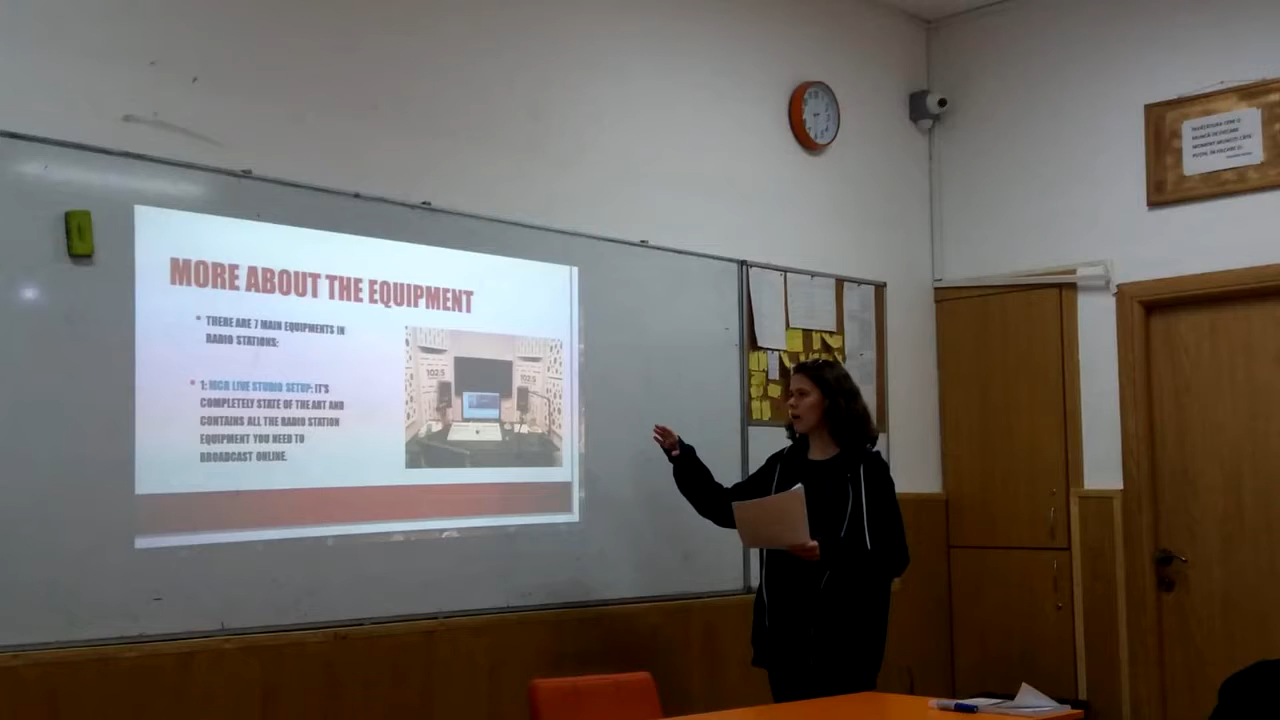 MORE ABOUT THE EQUIPMENT
• THERE ARE 7 MAIN EQUIPMENTS IN
RADIO STATIONS:
• 1: MCR LIVE STUDIO SETUP: IT'S
COMPLETELY STATE OF THE ART AND
CONTAINS ALL THE RADIO STATION
EQUIPMENT YOU NEED TO
BROADCAST ONLINE.
102.5
102.5